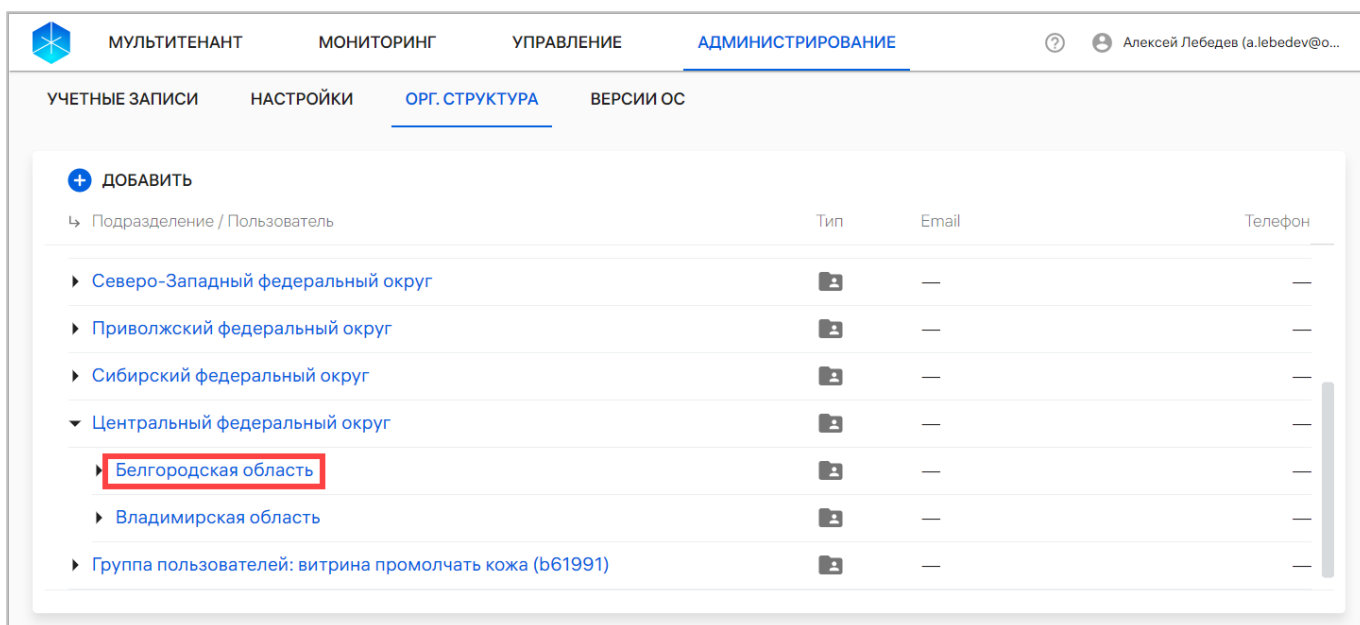 МУЛЬТИТЕНАНТ МОНИТОРИНГ УПРАВЛЕНИЕ АДМИНИСТРИРОВАНИЕ ? Алексей Лебедев (a.lebedev@o...
УЧЕТНЫЕ ЗАПИСИ НАСТРОЙКИ ОРГ. СТРУКТУРА ВЕРСИИ ОС
ДОБАВИТЬ
Подразделение / Пользователь Тип Email Телефон
Северо-Западный федеральный округ — —
Приволжский федеральный округ — —
Сибирский федеральный округ — —
Центральный федеральный округ — —
Белгородская область — —
Владимирская область — —
Группа пользователей: витрина промолчать кожа (b61991) — —